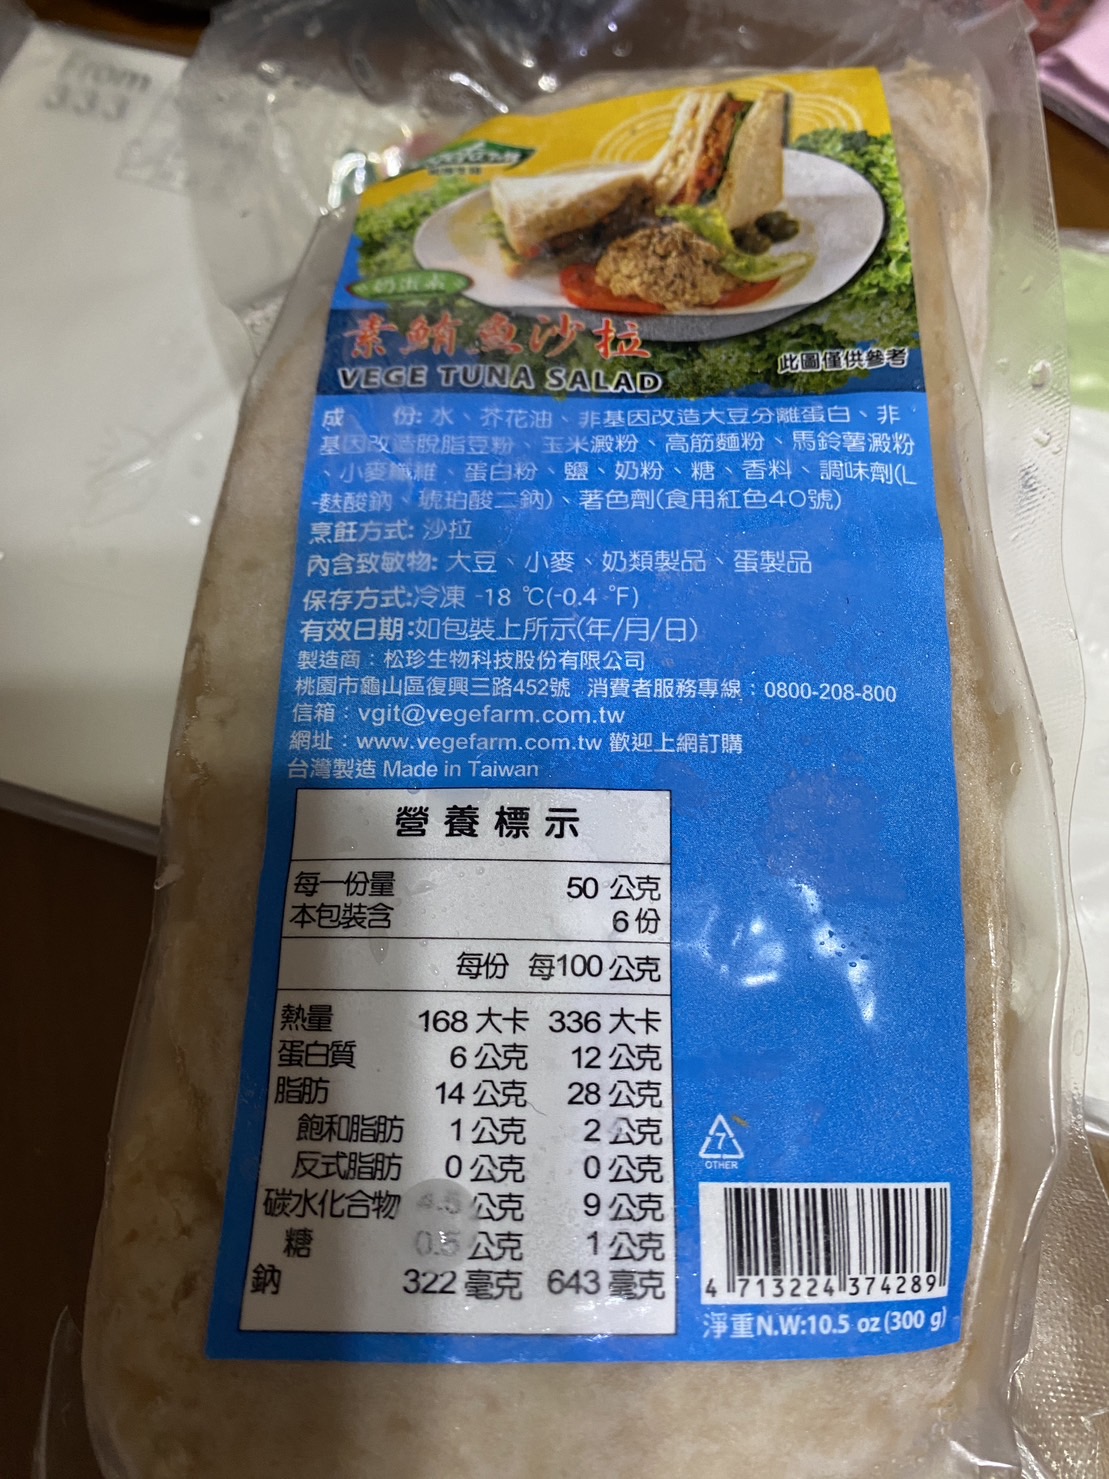 From
333
奶蛋素
素鮪魚沙拉
VEGE TUNA SALAD
此圖僅供參考
成 份: 水、芥花油、非基因改造大豆分離蛋白、非
基因改造脫脂豆粉、玉米澱粉、高筋麵粉、馬鈴薯澱粉
、小麥纖維、蛋白粉、鹽、奶粉、糖、香料、調味劑(L
-麩酸鈉、琥珀酸二鈉)、著色劑(食用紅色40號)
烹飪方式: 沙拉
內含致敏物: 大豆、小麥、奶類製品、蛋製品
保存方式:冷凍 -18 ℃(-0.4 ℉)
有效日期:如包裝上所示(年/月/日)
製造商：松珍生物科技股份有限公司
桃園市龜山區復興三路452號 消費者服務專線：0800-208-800
信箱：vgit@vegefarm.com.tw
網址：www.vegefarm.com.tw 歡迎上網訂購
台灣製造 Made in Taiwan
營養標示
每一份量 50 公克
本包裝含 6 份
每份 每100 公克
熱量 168 大卡 336 大卡
蛋白質 6 公克 12 公克
脂肪 14 公克 28 公克
飽和脂肪 1 公克 2 公克
反式脂肪 0 公克 0 公克
碳水化合物 4.5 公克 9 公克
糖 0.5 公克 1 公克
鈉 322 毫克 643 毫克
7
OTHER
4 713224 374289
淨重N.W:10.5 oz (300 g)